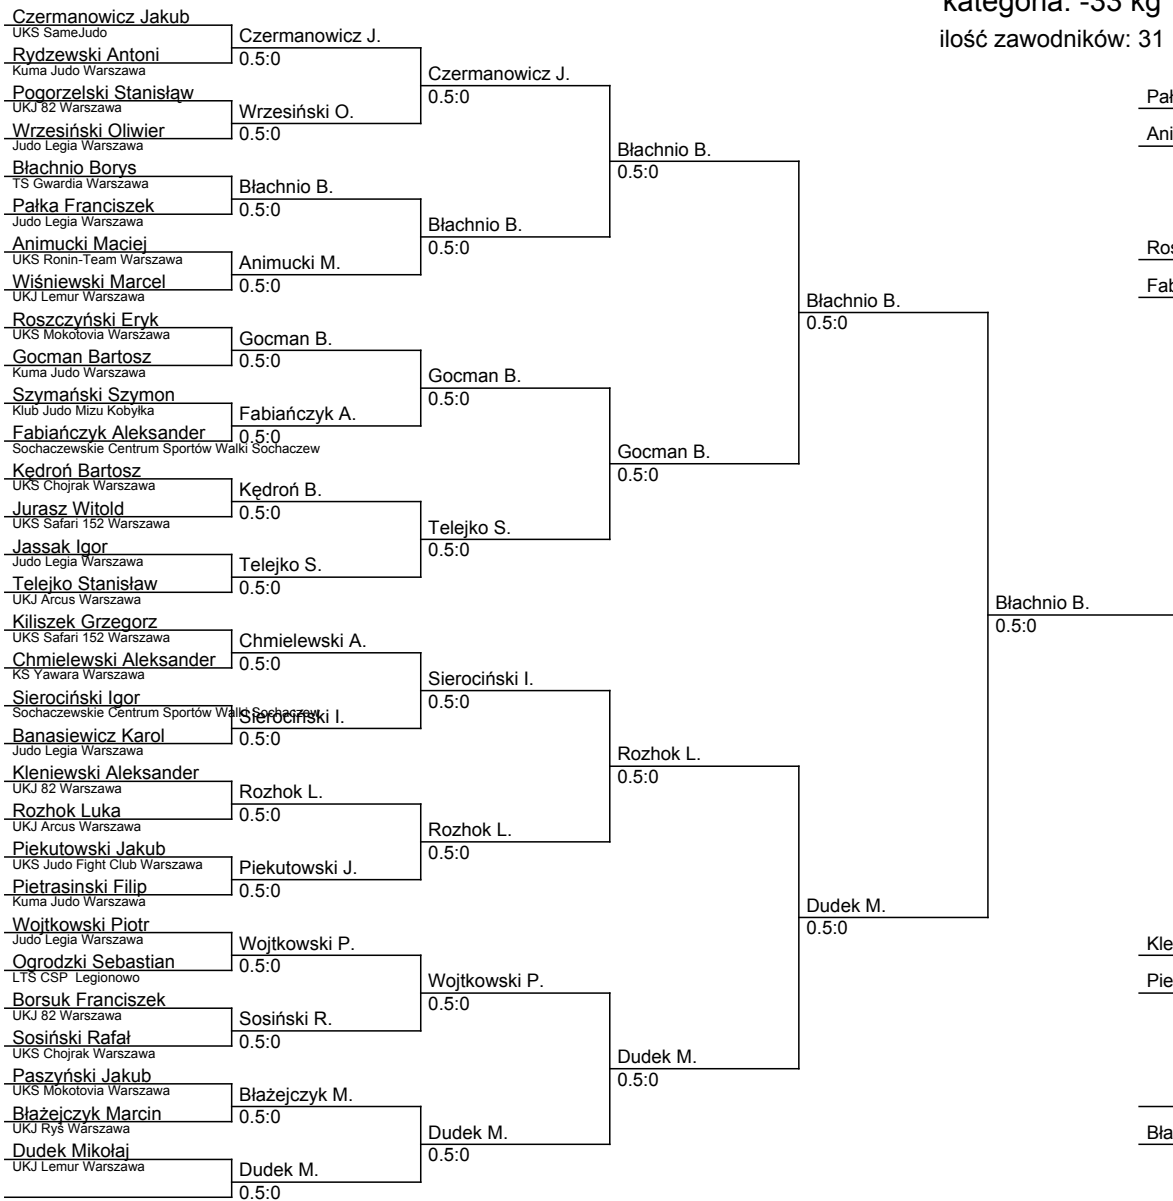 kategoria: -33 kg
ilość zawodników: 31
Czermanowicz Jakub
UKS SameJudo
Rydzewski Antoni
Kuma Judo Warszawa
Pogorzelski Stanisław
UKJ 82 Warszawa
Wrzesiński Oliwier
Judo Legia Warszawa
Błachnio Borys
TS Gwardia Warszawa
Pałka Franciszek
Judo Legia Warszawa
Animucki Maciej
UKS Ronin-Team Warszawa
Wiśniewski Marcel
UKJ Lemur Warszawa
Roszczyński Eryk
UKS Mokotovia Warszawa
Gocman Bartosz
Kuma Judo Warszawa
Szymański Szymon
Klub Judo Mizu Kobyłka
Fabiańczyk Aleksander
Sochaczewskie Centrum Sportów Walki Sochaczew
Kędroń Bartosz
UKS Chojrak Warszawa
Jurasz Witold
UKS Safari 152 Warszawa
Jassak Igor
Judo Legia Warszawa
Telejko Stanisław
UKJ Arcus Warszawa
Kiliszek Grzegorz
UKS Safari 152 Warszawa
Chmielewski Aleksander
KS Yawara Warszawa
Sierociński Igor
Sochaczewskie Centrum Sportów Walki Sochaczew
Banasiewicz Karol
Judo Legia Warszawa
Kleniewski Aleksander
UKJ 82 Warszawa
Rozhok Luka
UKJ Arcus Warszawa
Piekutowski Jakub
UKS Judo Fight Club Warszawa
Pietrasinski Filip
Kuma Judo Warszawa
Wojtkowski Piotr
Judo Legia Warszawa
Ogrodzki Sebastian
LTS CSP Legionowo
Borsuk Franciszek
UKJ 82 Warszawa
Sosiński Rafał
UKS Chojrak Warszawa
Paszyński Jakub
UKS Mokotovia Warszawa
Błażejczyk Marcin
UKJ Ryś Warszawa
Dudek Mikołaj
UKJ Lemur Warszawa
Czermanowicz J.
0.5:0
Wrzesiński O.
0.5:0
Błachnio B.
0.5:0
Animucki M.
0.5:0
Gocman B.
0.5:0
Fabiańczyk A.
0.5:0
Kędroń B.
0.5:0
Telejko S.
0.5:0
Chmielewski A.
0.5:0
Sierociński I.
0.5:0
Rozhok L.
0.5:0
Piekutowski J.
0.5:0
Wojtkowski P.
0.5:0
Sosiński R.
0.5:0
Błażejczyk M.
0.5:0
Dudek M.
0.5:0
Czermanowicz J.
0.5:0
Błachnio B.
0.5:0
Gocman B.
0.5:0
Telejko S.
0.5:0
Sierociński I.
0.5:0
Rozhok L.
0.5:0
Wojtkowski P.
0.5:0
Dudek M.
0.5:0
Błachnio B.
0.5:0
Gocman B.
0.5:0
Rozhok L.
0.5:0
Dudek M.
0.5:0
Błachnio B.
0.5:0
Dudek M.
0.5:0
Błachnio B.
0.5:0
Pał
Ani
Ros
Fab
Kle
Pie
Bła